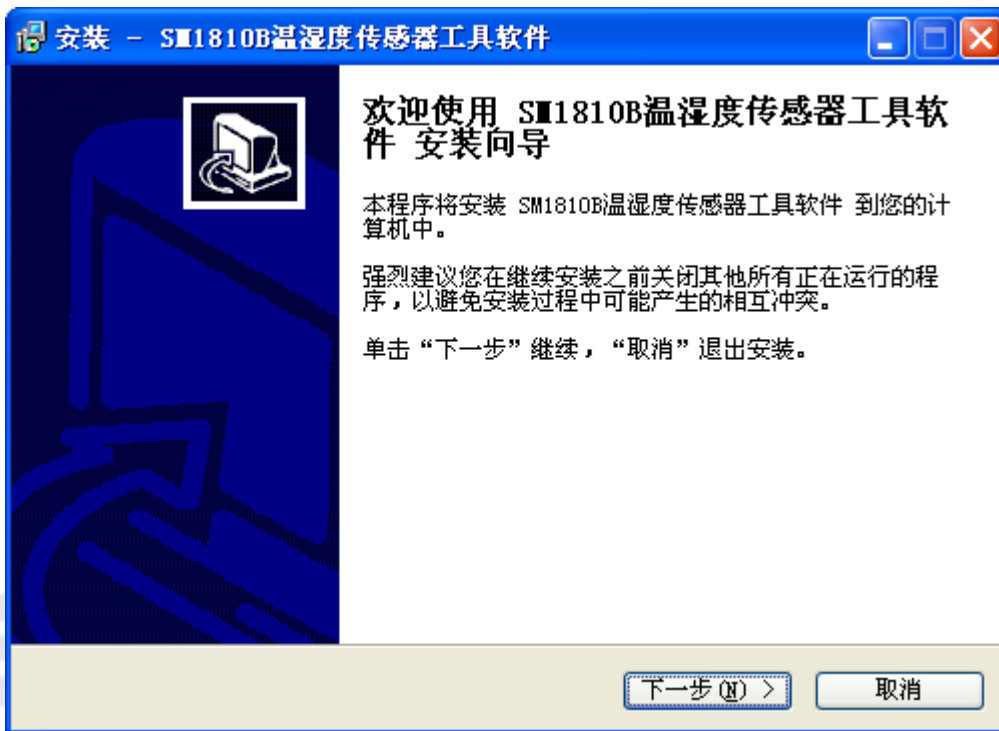 安装 - SM1810B温湿度传感器工具软件
欢迎使用 SM1810B温湿度传感器工具软
件 安装向导
本程序将安装 SM1810B温湿度传感器工具软件 到您的计
算机中。
强烈建议您在继续安装之前关闭其他所有正在运行的程
序，以避免安装过程中可能产生的相互冲突。
单击“下一步”继续，“取消”退出安装。
下一步(N) >
取消